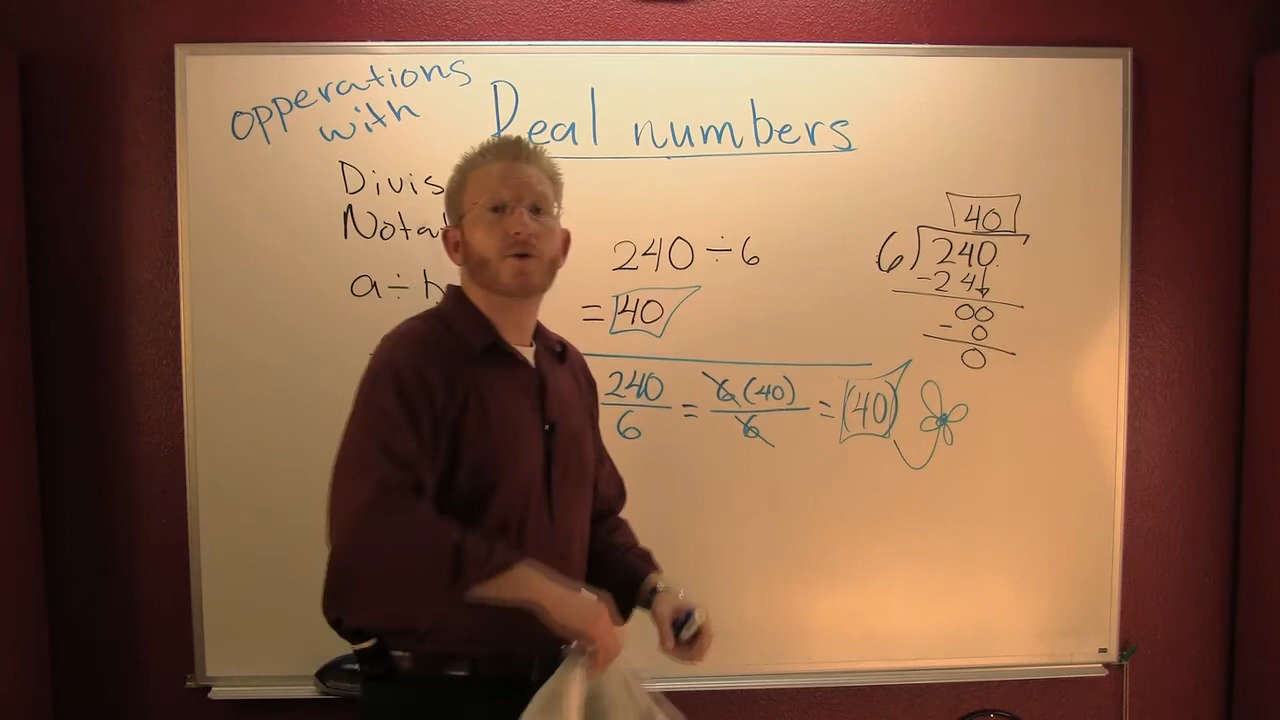 opperations
with
Real numbers
Divis
Notat
a ÷ b
240 ÷ 6
= 40
240/6 = 6(40)/6 = (40)
40
6)240
-24
00
- 0
0